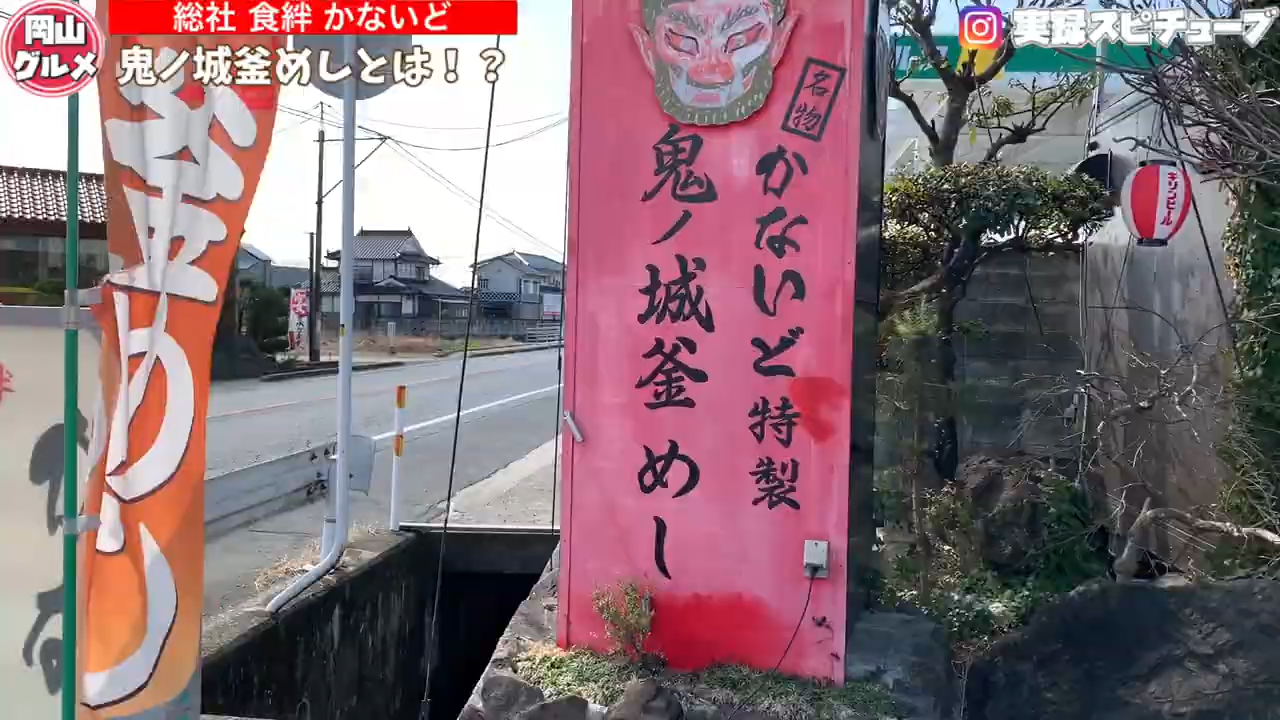 岡山
グルメ
総社 食絆 かないど
鬼ノ城釜めしとは！？
実録スピチューブ
名物
かないど特製
鬼ノ城釜めし
釜めし
キリンビール